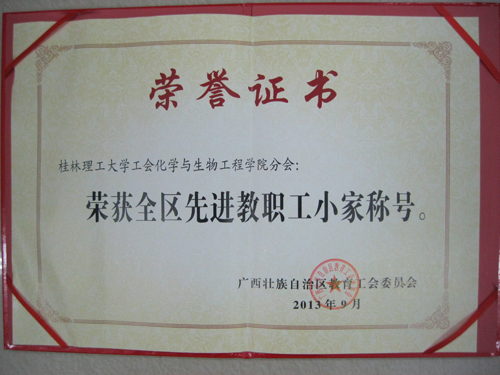 荣誉证书
桂林理工大学工会化学与生物工程学院分会:
荣获全区先进教职工小家称号。
广西壮族自治区教育工会委员会
2013年9月